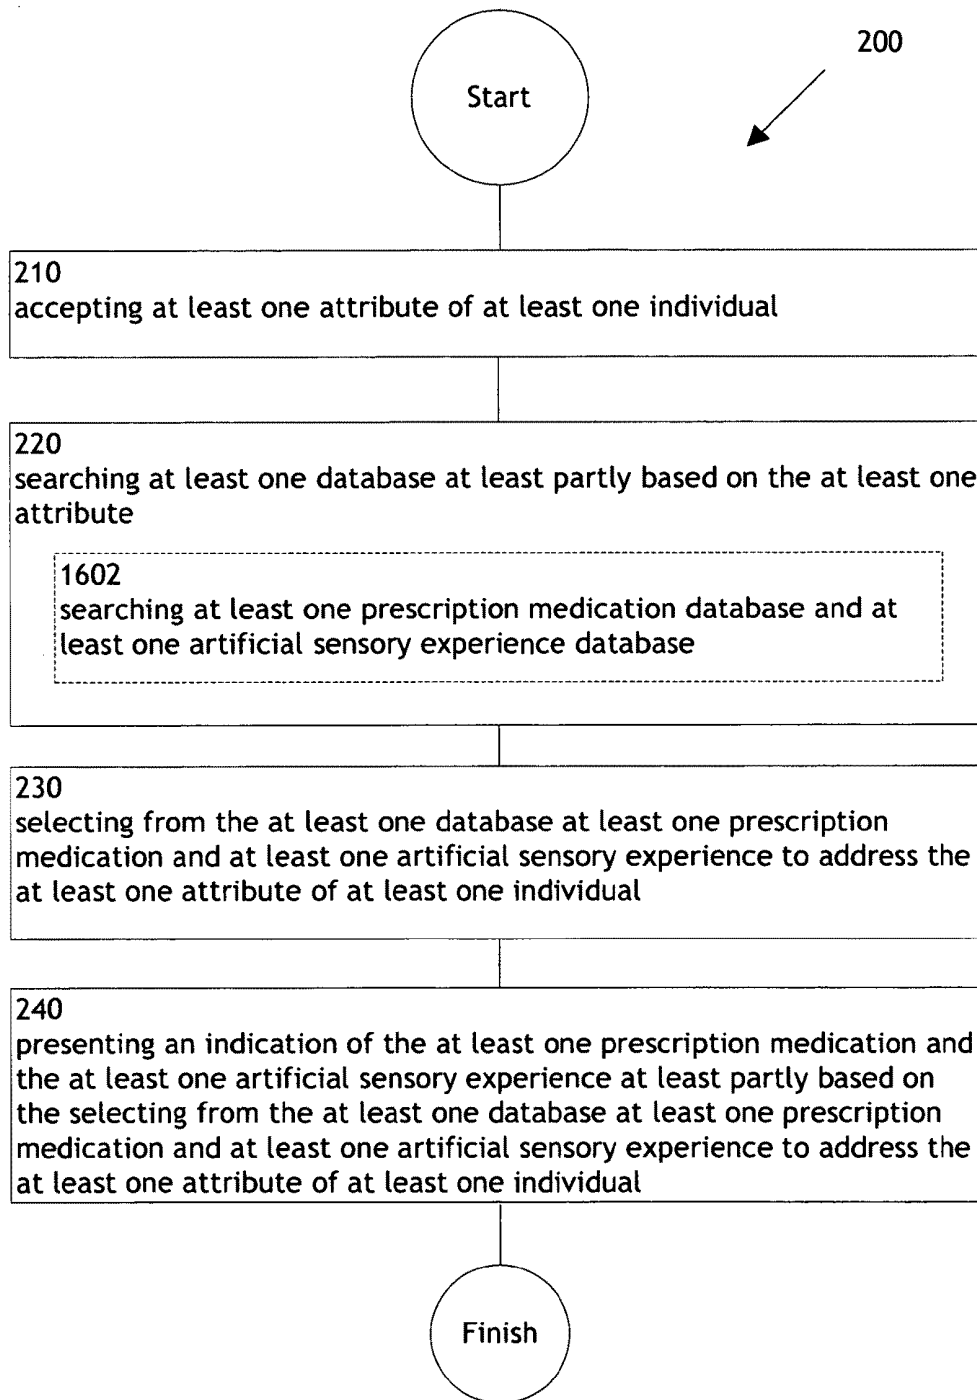 200
Start
210
accepting at least one attribute of at least one individual
220
searching at least one database at least partly based on the at least one
attribute
1602
searching at least one prescription medication database and at
least one artificial sensory experience database
230
selecting from the at least one database at least one prescription
medication and at least one artificial sensory experience to address the
at least one attribute of at least one individual
240
presenting an indication of the at least one prescription medication and
the at least one artificial sensory experience at least partly based on
the selecting from the at least one database at least one prescription
medication and at least one artificial sensory experience to address the
at least one attribute of at least one individual
Finish